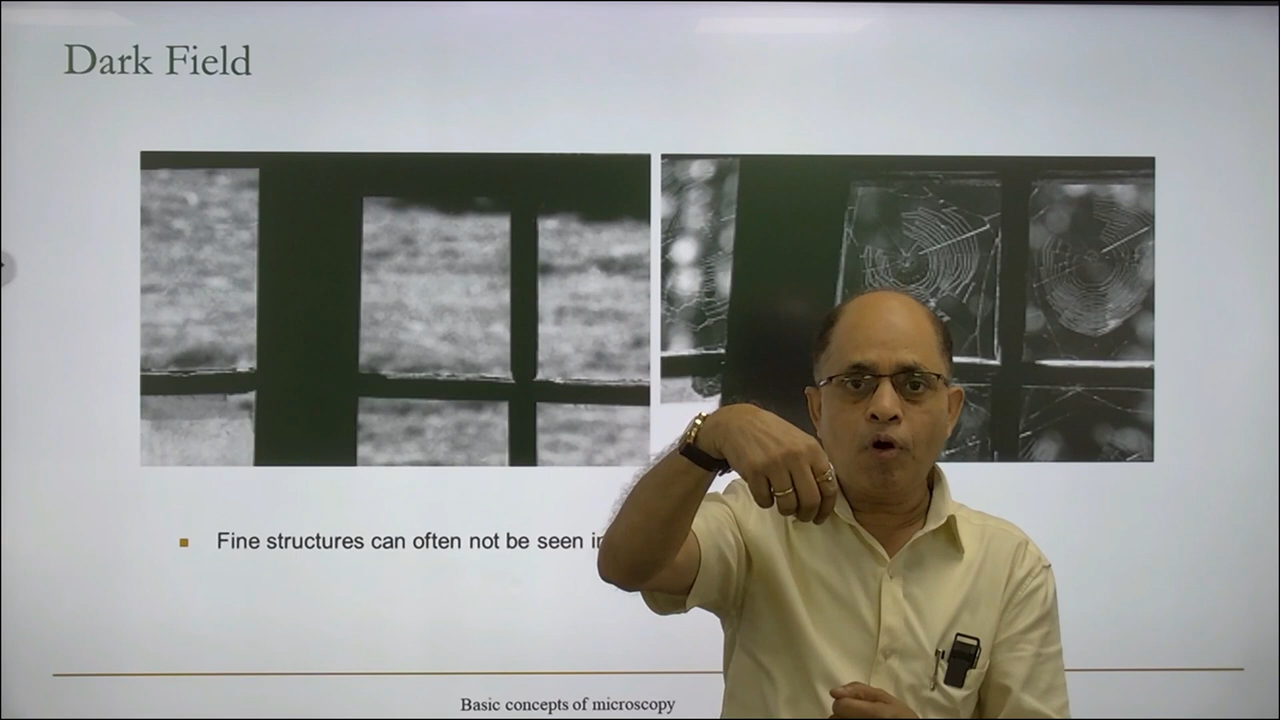 Dark Field
Fine structures can often not be seen
Basic concepts of microscopy